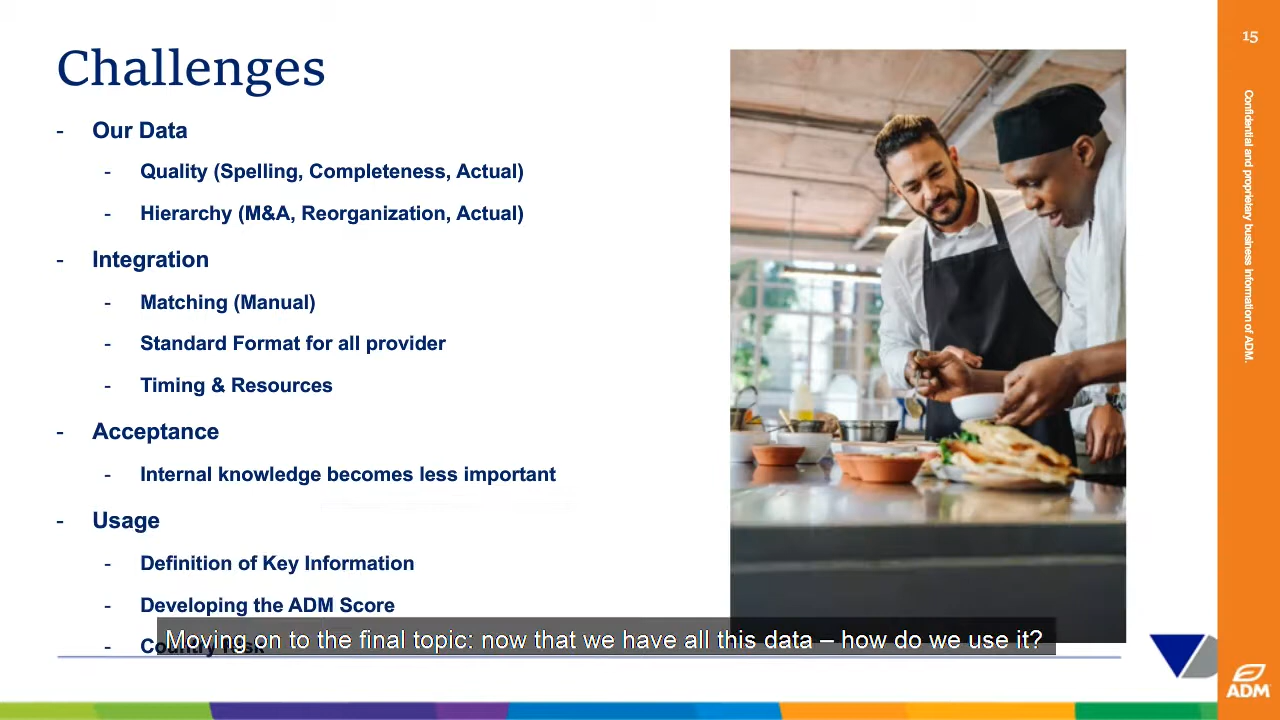 Challenges
- Our Data
- Quality (Spelling, Completeness, Actual)
- Hierarchy (M&A, Reorganization, Actual)
- Integration
- Matching (Manual)
- Standard Format for all provider
- Timing & Resources
- Acceptance
- Internal knowledge becomes less important
- Usage
- Definition of Key Information
- Developing the ADM Score
- Country Risk
Moving on to the final topic: now that we have all this data – how do we use it?
15
Confidential and proprietary business information of ADM.
ADM